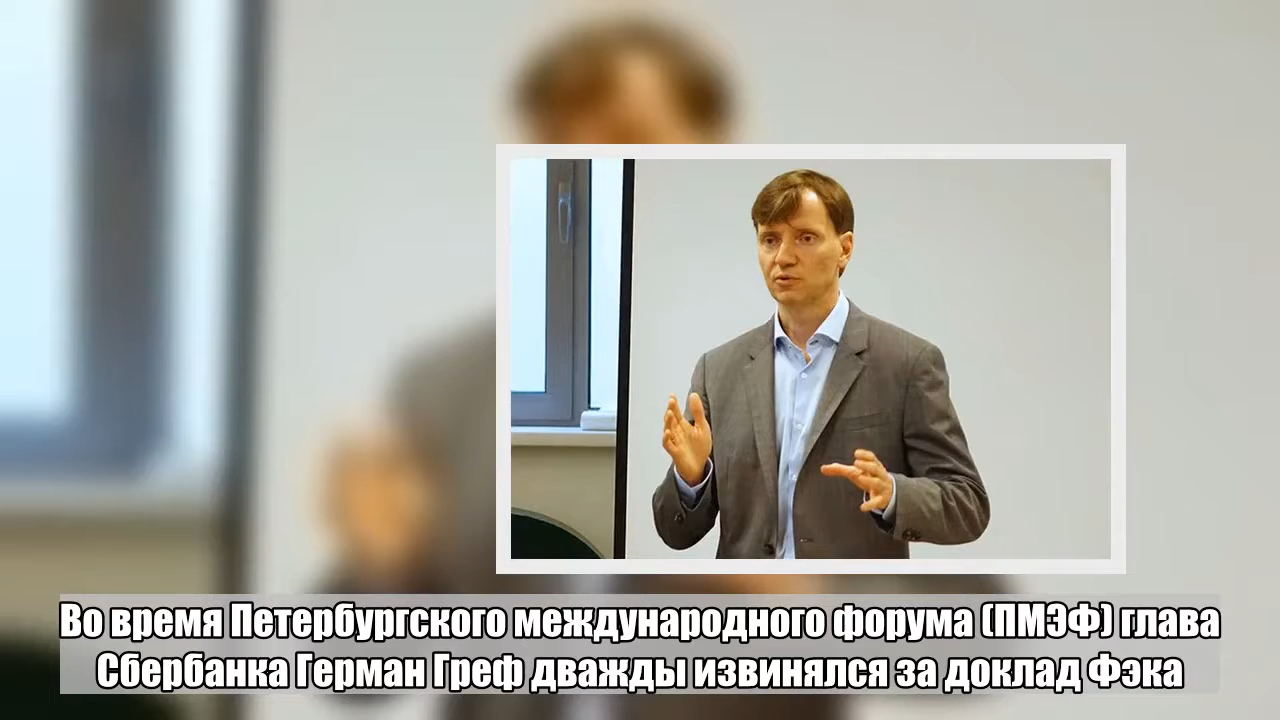 Во время Петербургского международного форума (ПМЭФ) глава
Сбербанка Герман Греф дважды извинялся за доклад Фэка